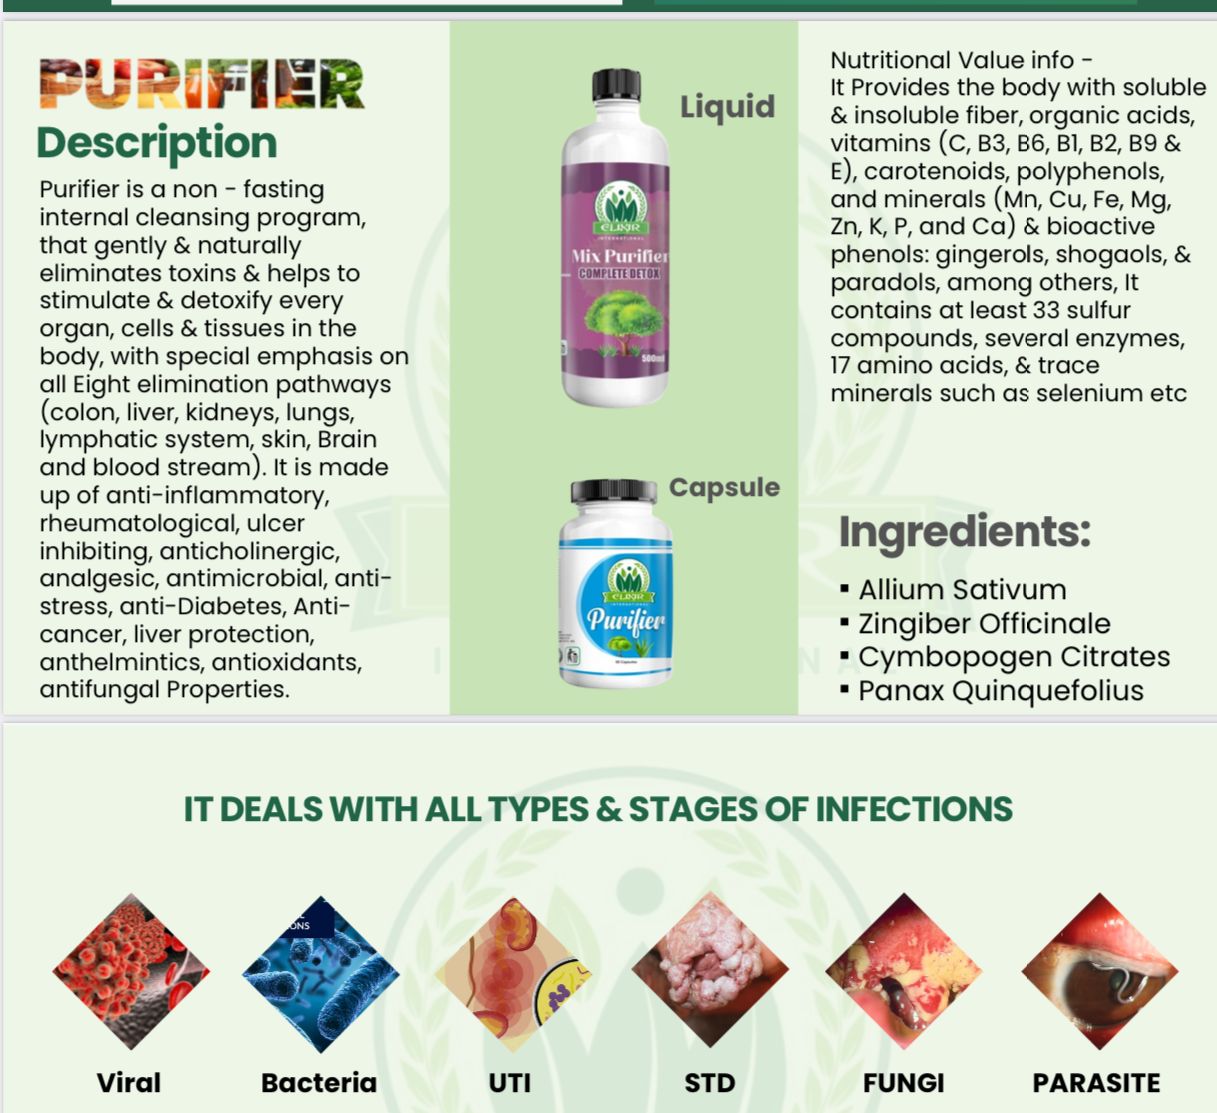 PURIFIER
Description
Purifier is a non - fasting
internal cleansing program,
that gently & naturally
eliminates toxins & helps to
stimulate & detoxify every
organ, cells & tissues in the
body, with special emphasis on
all Eight elimination pathways
(colon, liver, kidneys, lungs,
lymphatic system, skin, Brain
and blood stream). It is made
up of anti-inflammatory,
rheumatological, ulcer
inhibiting, anticholinergic,
analgesic, antimicrobial, anti-
stress, anti-Diabetes, Anti-
cancer, liver protection,
anthelmintics, antioxidants,
antifungal Properties.
Liquid
ELIXIR
INTERNATIONAL
Mix Purifier
COMPLETE DETOX
500ml
Capsule
ELIXIR
INTERNATIONAL
Purifier
Nutritional Value info -
It Provides the body with soluble
& insoluble fiber, organic acids,
vitamins (C, B3, B6, B1, B2, B9 &
E), carotenoids, polyphenols,
and minerals (Mn, Cu, Fe, Mg,
Zn, K, P, and Ca) & bioactive
phenols: gingerols, shogaols, &
paradols, among others, It
contains at least 33 sulfur
compounds, several enzymes,
17 amino acids, & trace
minerals such as selenium etc
Ingredients:
▪ Allium Sativum
▪ Zingiber Officinale
▪ Cymbopogen Citrates
▪ Panax Quinquefolius
IT DEALS WITH ALL TYPES & STAGES OF INFECTIONS
ONS
Viral
Bacteria
UTI
STD
FUNGI
PARASITE